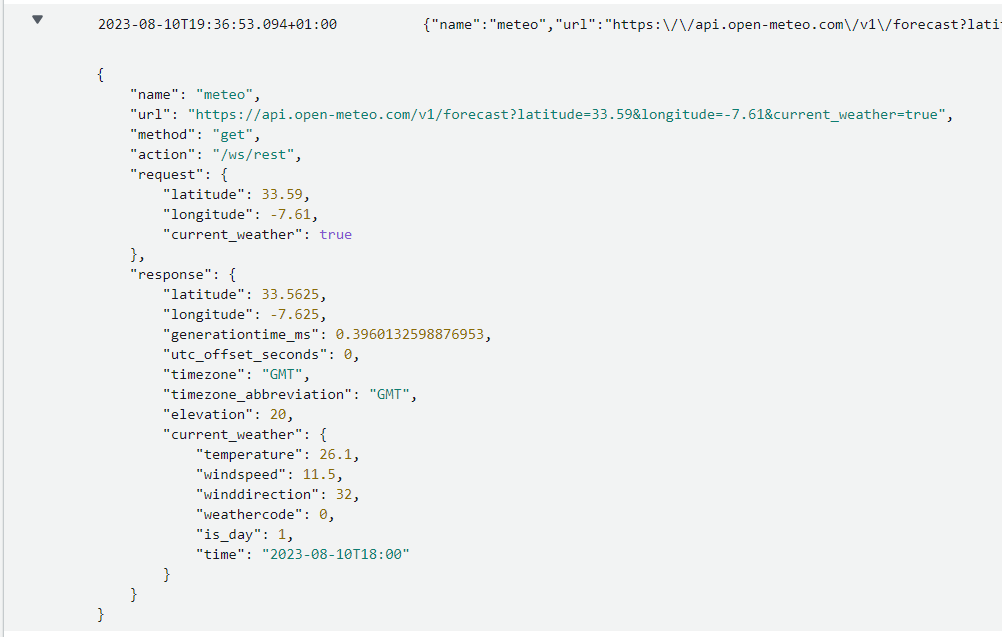 2023-08-10T19:36:53.094+01:00 {"name":"meteo","url":"https:\/\/api.open-meteo.com\/v1\/forecast?lati
{
"name": "meteo",
"url": "https://api.open-meteo.com/v1/forecast?latitude=33.59&longitude=-7.61&current_weather=true",
"method": "get",
"action": "/ws/rest",
"request": {
"latitude": 33.59,
"longitude": -7.61,
"current_weather": true
},
"response": {
"latitude": 33.5625,
"longitude": -7.625,
"generationtime_ms": 0.3960132598876953,
"utc_offset_seconds": 0,
"timezone": "GMT",
"timezone_abbreviation": "GMT",
"elevation": 20,
"current_weather": {
"temperature": 26.1,
"windspeed": 11.5,
"winddirection": 32,
"weathercode": 0,
"is_day": 1,
"time": "2023-08-10T18:00"
}
}
}